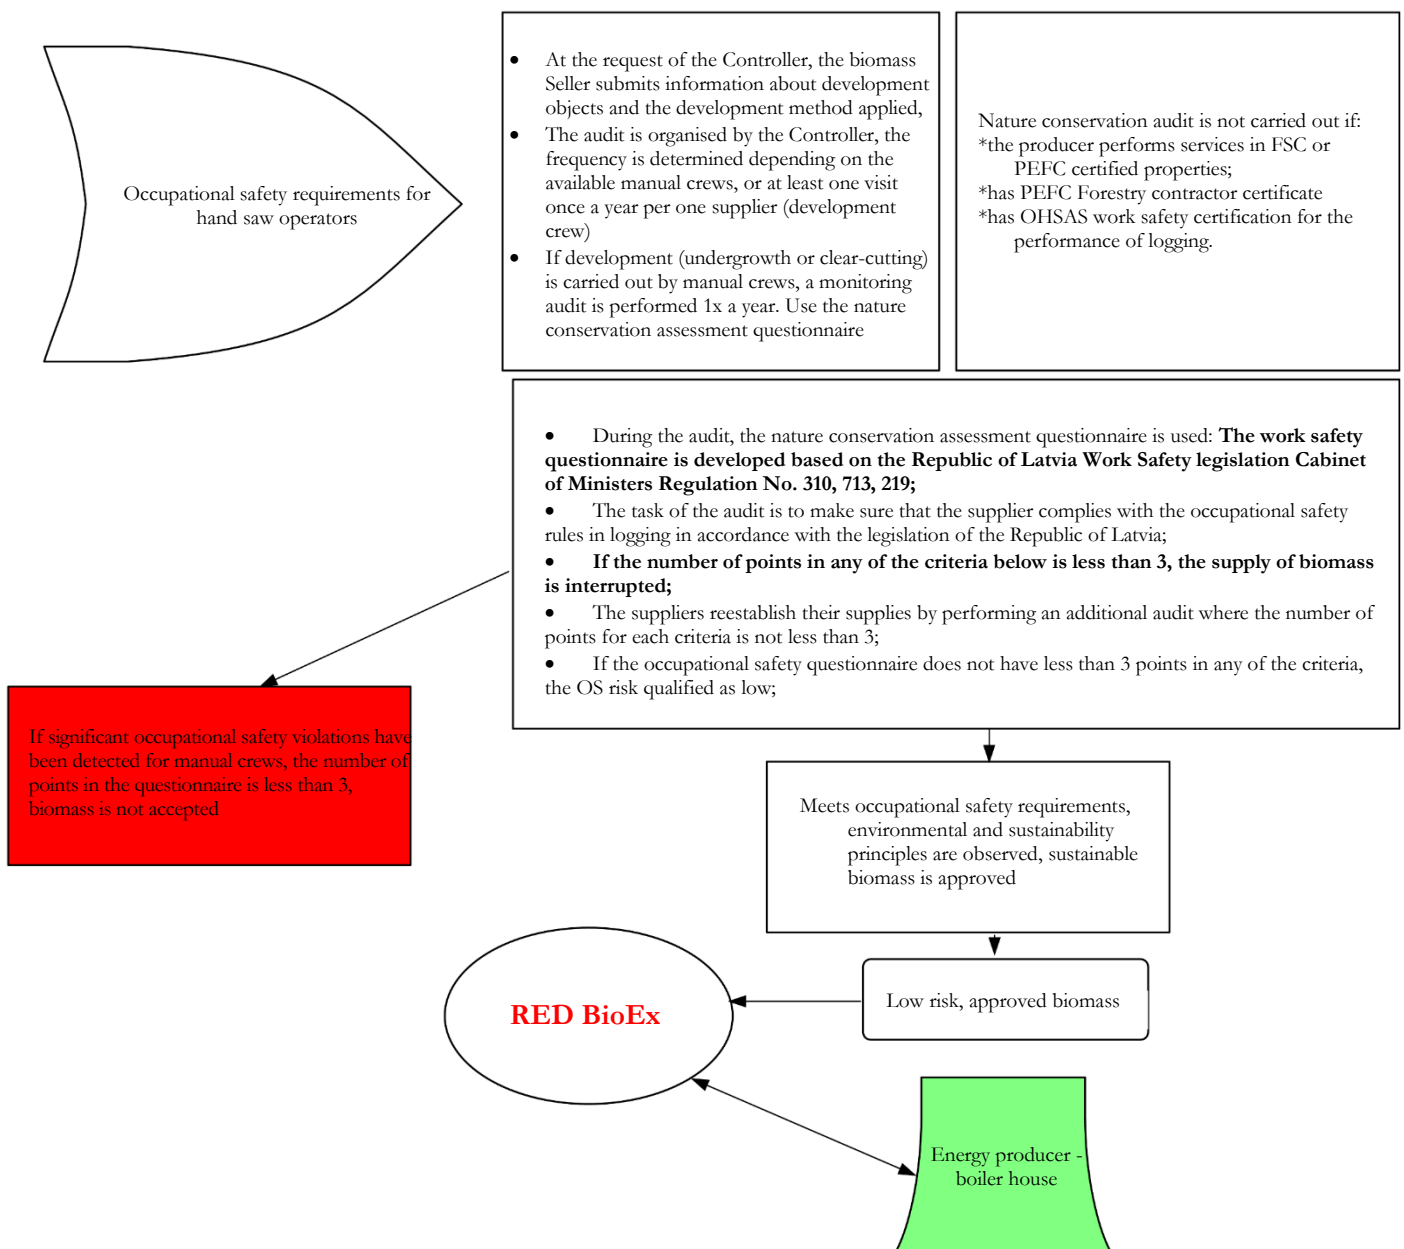 Occupational safety requirements for
hand saw operators
• At the request of the Controller, the biomass
Seller submits information about development
objects and the development method applied,
• The audit is organised by the Controller, the
frequency is determined depending on the
available manual crews, or at least one visit
once a year per one supplier (development
crew)
• If development (undergrowth or clear-cutting)
is carried out by manual crews, a monitoring
audit is performed 1x a year. Use the nature
conservation assessment questionnaire
Nature conservation audit is not carried out if:
*the producer performs services in FSC or
PEFC certified properties;
*has PEFC Forestry contractor certificate
*has OHSAS work safety certification for the
performance of logging.
• During the audit, the nature conservation assessment questionnaire is used: The work safety
questionnaire is developed based on the Republic of Latvia Work Safety legislation Cabinet
of Ministers Regulation No. 310, 713, 219;
• The task of the audit is to make sure that the supplier complies with the occupational safety
rules in logging in accordance with the legislation of the Republic of Latvia;
• If the number of points in any of the criteria below is less than 3, the supply of biomass
is interrupted;
• The suppliers reestablish their supplies by performing an additional audit where the number of
points for each criteria is not less than 3;
• If the occupational safety questionnaire does not have less than 3 points in any of the criteria,
the OS risk qualified as low;
If significant occupational safety violations have
been detected for manual crews, the number of
points in the questionnaire is less than 3,
biomass is not accepted
Meets occupational safety requirements,
environmental and sustainability
principles are observed, sustainable
biomass is approved
Low risk, approved biomass
RED BioEx
Energy producer -
boiler house